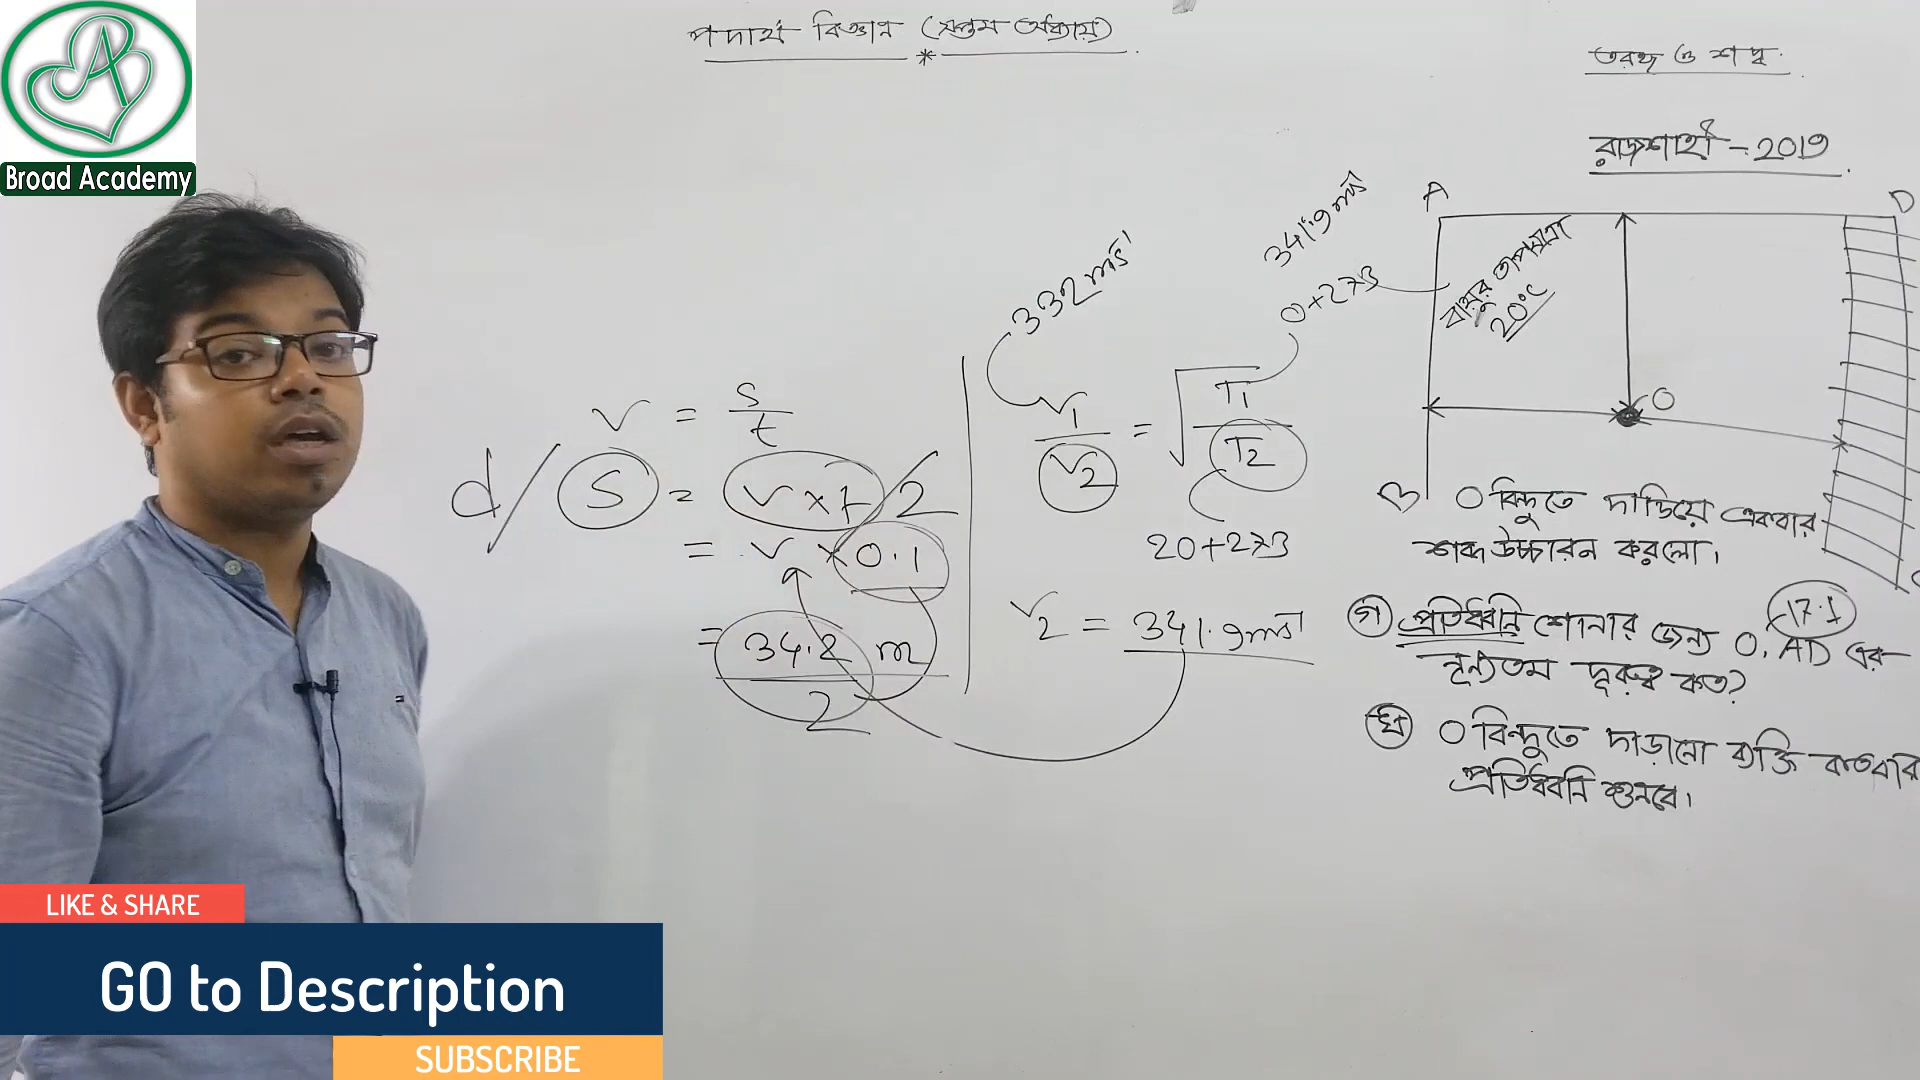 Broad Academy
পদার্থ বিজ্ঞান (সপ্তম অধ্যায়)
তরঙ্গ ও শব্দ
রাজশাহী - 2019
A
D
বায়ুর তাপমাত্রা
20°C
O
B
O বিন্দুতে দাড়িয়ে একবার
শব্দ উচ্চারন করলো।
17.1
গ প্রতিধ্বনি শোনার জন্য O, AD এর
নূন্যতম দূরত্ব কত?
ঘ O বিন্দুতে দাড়ানো ব্যক্তি কতবার
প্রতিধ্বনি শুনবে।
v = s/t
d/S = v×t/2
= v × 0.1
= 34.2 m
2
332 ms⁻¹
341.9 ms⁻¹
0+273
v₁/v₂ = √T₁/T₂
20+273
v₂ = 341.9 ms⁻¹
LIKE & SHARE
GO to Description
SUBSCRIBE